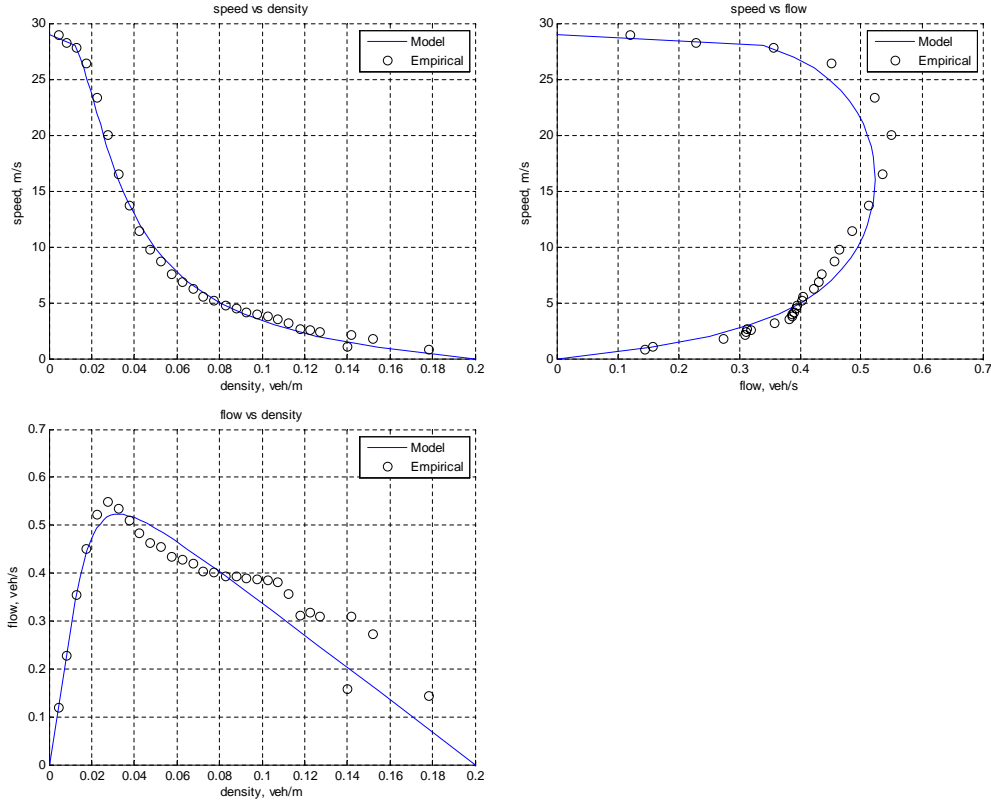 speed vs density
30
25
20
15
10
5
0
speed, m/s
Model
Empirical
0 0.02 0.04 0.06 0.08 0.1 0.12 0.14 0.16 0.18 0.2
density, veh/m
speed vs flow
30
25
20
15
10
5
0
speed, m/s
Model
Empirical
0 0.1 0.2 0.3 0.4 0.5 0.6 0.7
flow, veh/s
flow vs density
0.7
0.6
0.5
0.4
0.3
0.2
0.1
0
flow, veh/s
Model
Empirical
0 0.02 0.04 0.06 0.08 0.1 0.12 0.14 0.16 0.18 0.2
density, veh/m